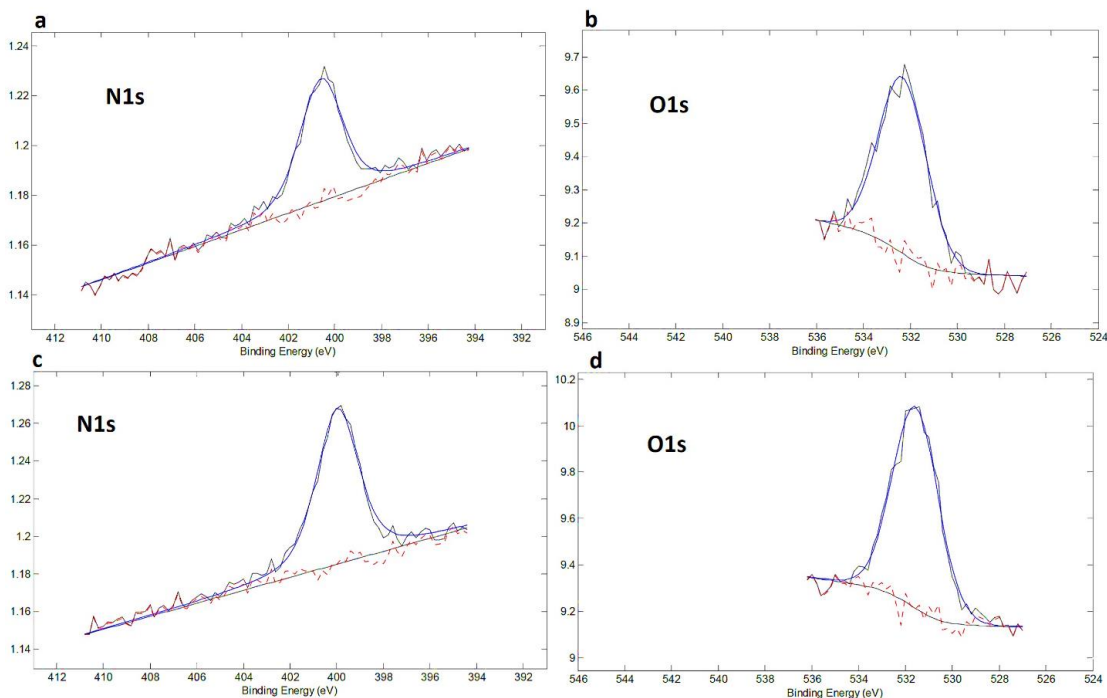 a
1.24
1.22
1.2
1.18
1.16
1.14
N1s
412 410 408 406 404 402 400 398 396 394 392
Binding Energy (eV)
b
9.7
9.6
9.5
9.4
9.3
9.2
9.1
9
8.9
O1s
546 544 542 540 538 536 534 532 530 528 526 524
Binding Energy (eV)
c
1.28
1.26
1.24
1.22
1.2
1.18
1.16
1.14
N1s
412 410 408 406 404 402 400 398 396 394 392
Binding Energy (eV)
d
10.2
10
9.8
9.6
9.4
9.2
9
O1s
546 544 542 540 538 536 534 532 530 528 526 524
Binding Energy (eV)